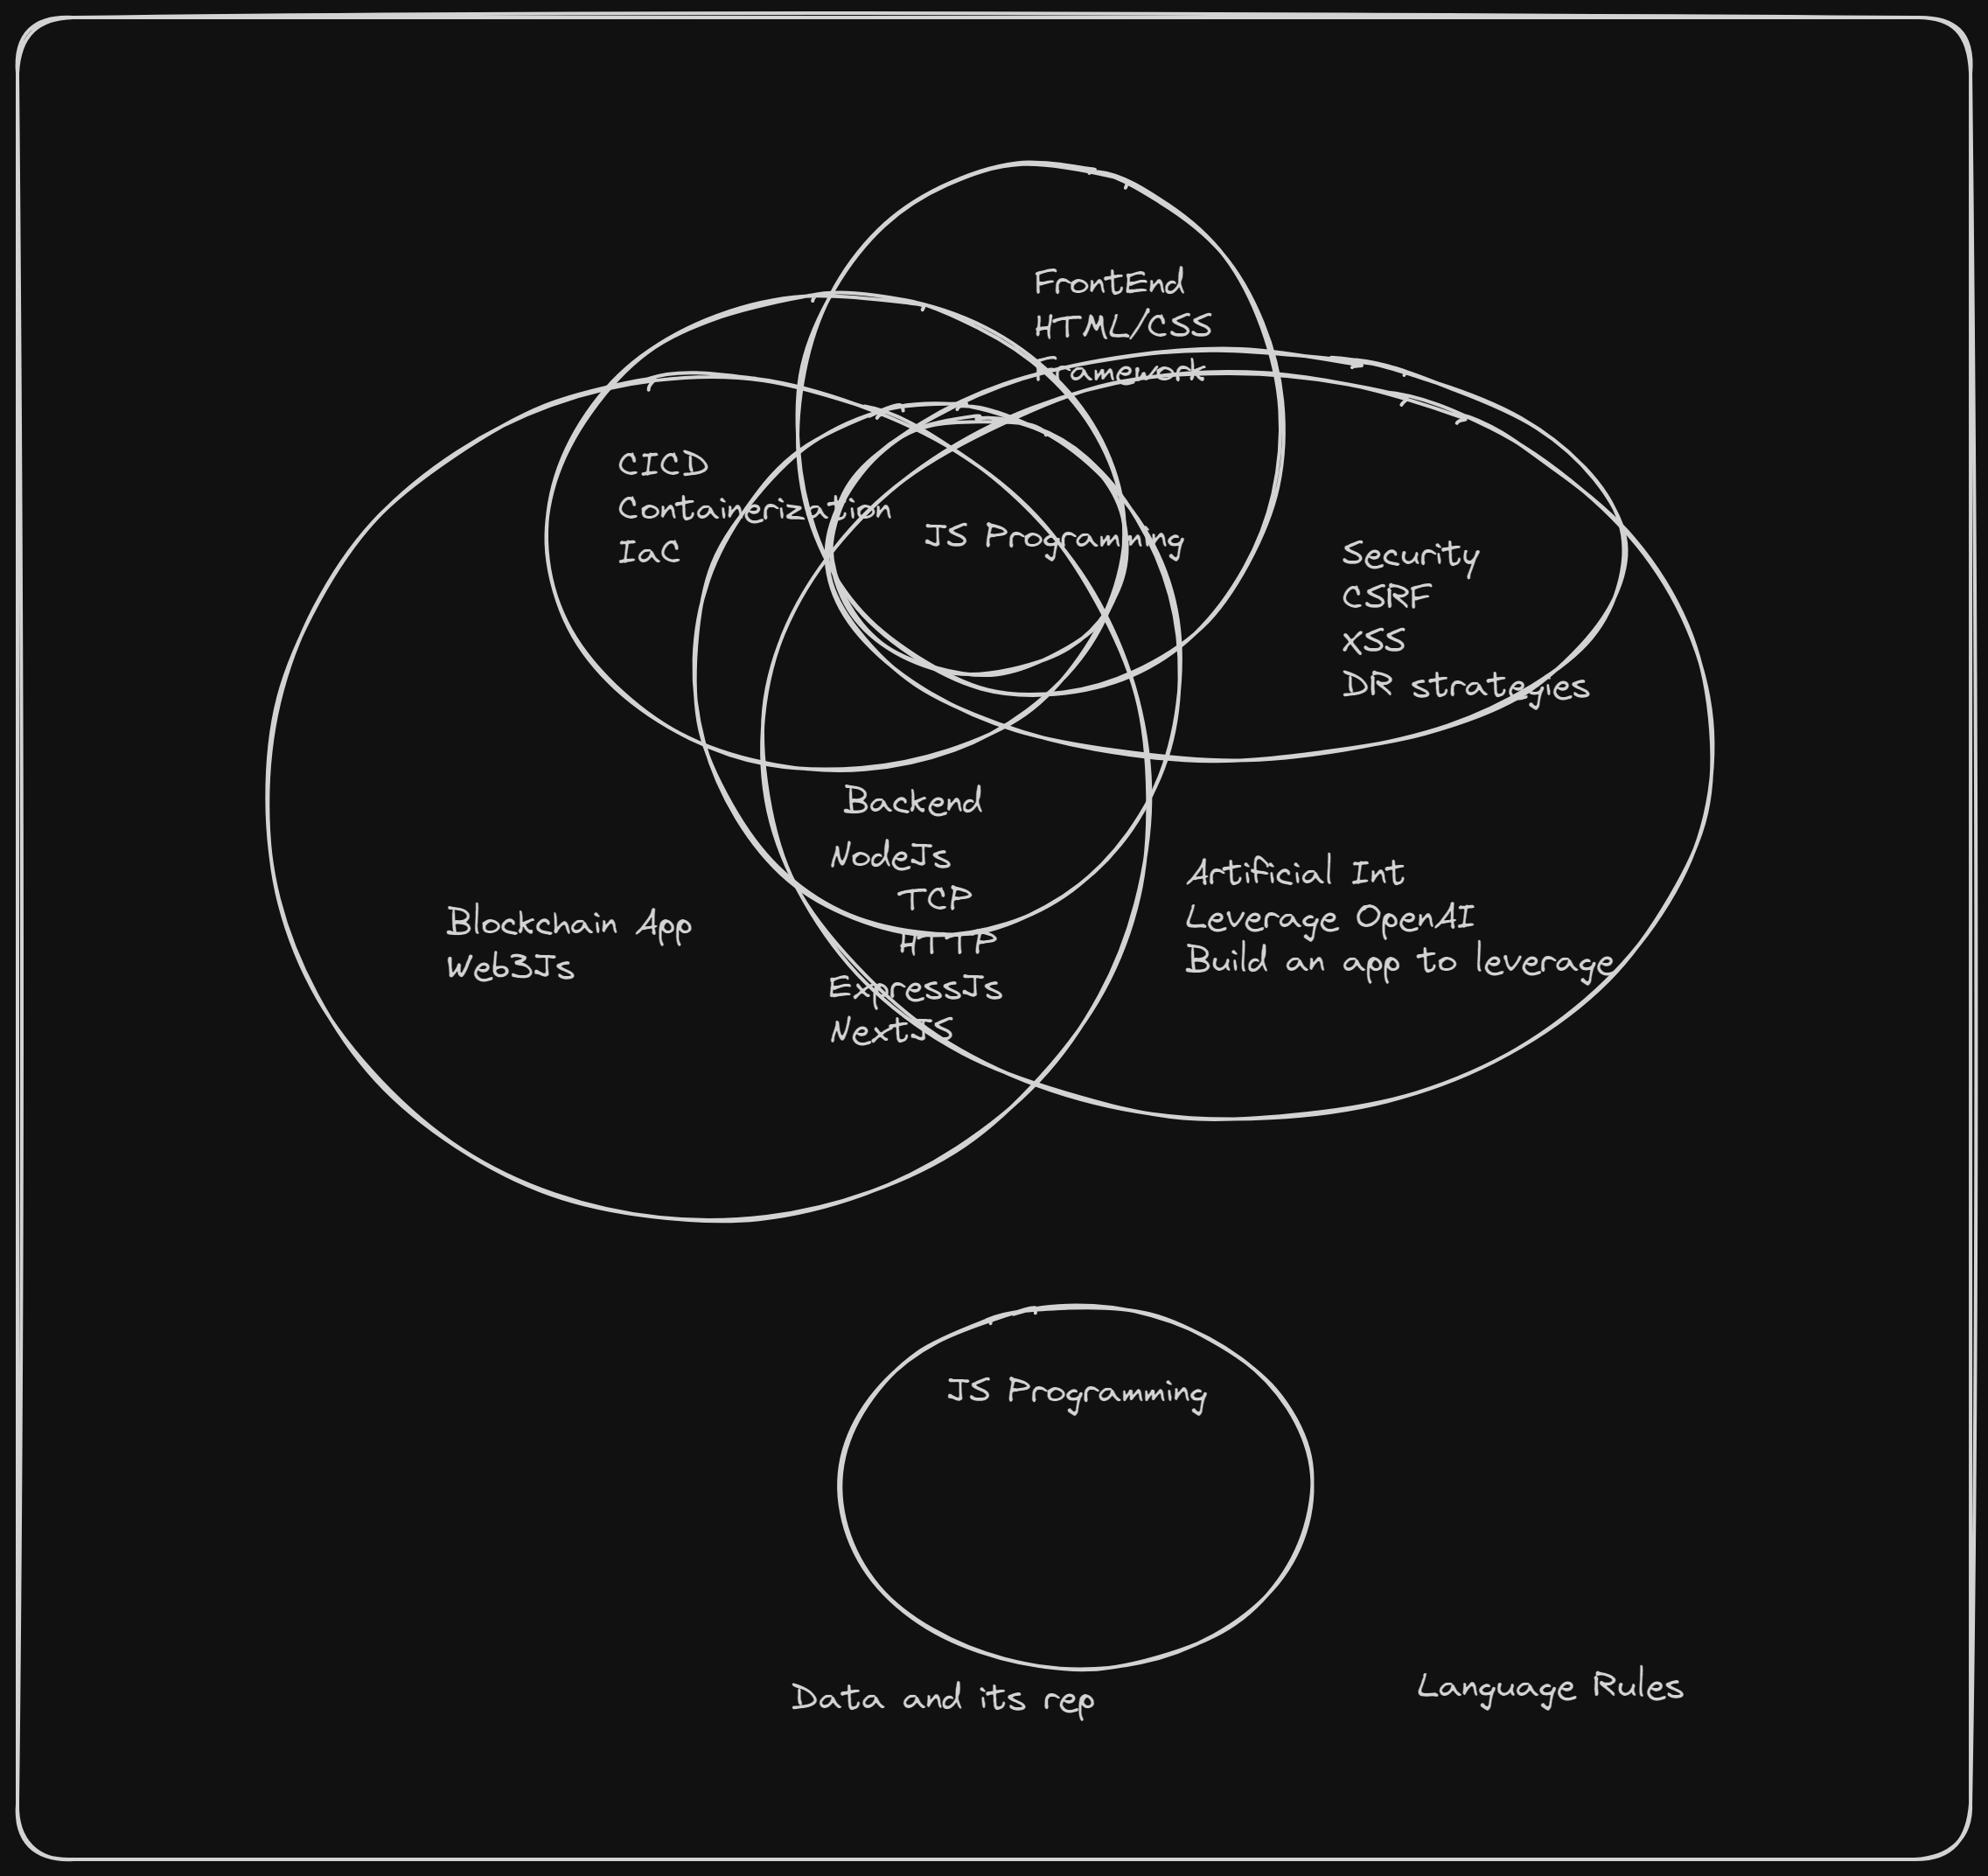 FrontEnd
HTML/CSS
Framework
CICD
Containerization
IaC
JS Programming
Security
CSRF
XSS
DR strategies
Backend
NodeJs
TCP
HTTP
ExpressJs
NextJS
Artificial Int
Leverage OpenAI
Build an app to leverage
Blockchain App
Web3Js
JS Programming
Data and its rep
Language Rules